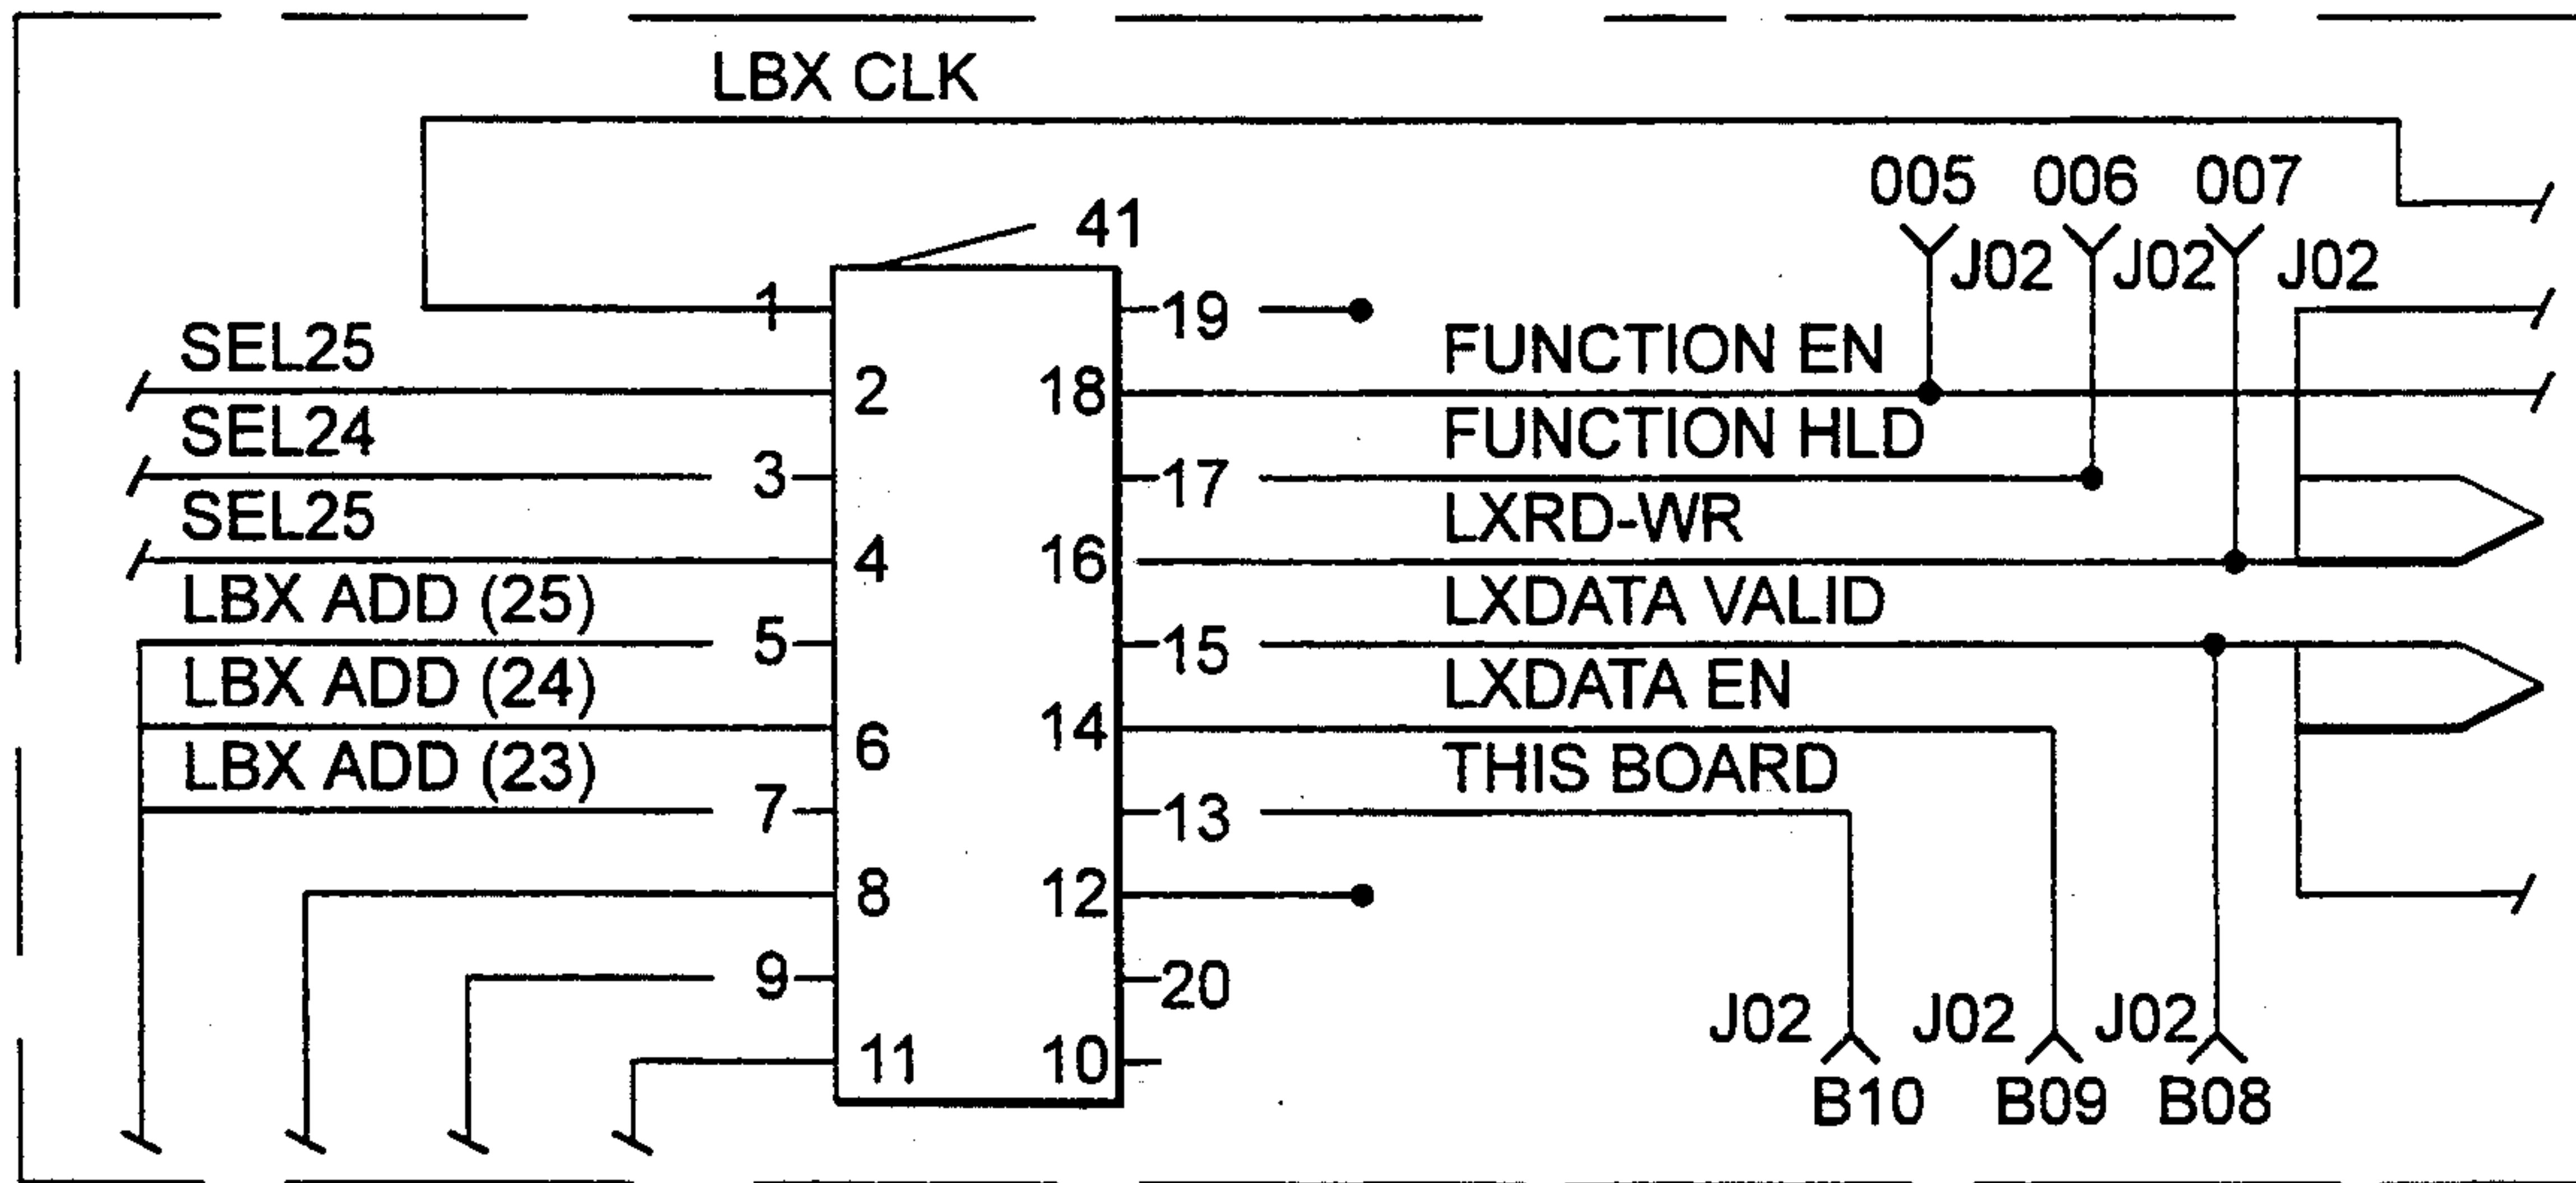 LBX CLK
005 006 007
41 J02 J02 J02
1 19
SEL25 FUNCTION EN
2 18
SEL24 FUNCTION HLD
3 17
SEL25 LXRD-WR
4 16
LBX ADD (25) LXDATA VALID
5 15
LBX ADD (24) LXDATA EN
6 14
LBX ADD (23) THIS BOARD
7 13
8 12
9 20
J02 J02 J02
11 10
B10 B09 B08